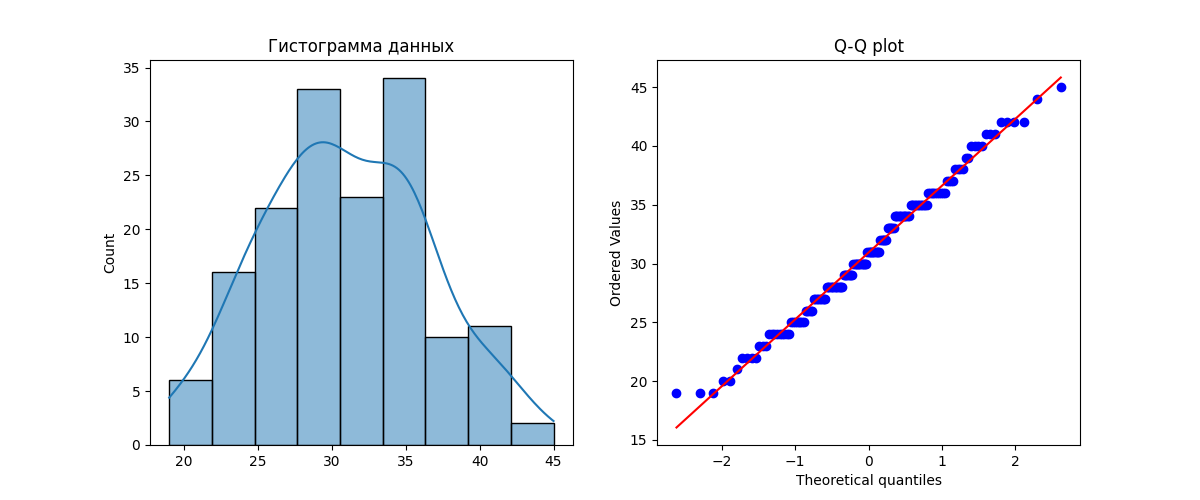 Гистограмма данных
35
30
25
20
15
10
5
0
Count
20 25 30 35 40 45
Q-Q plot
45
40
35
30
25
20
15
Ordered Values
−2 −1 0 1 2
Theoretical quantiles